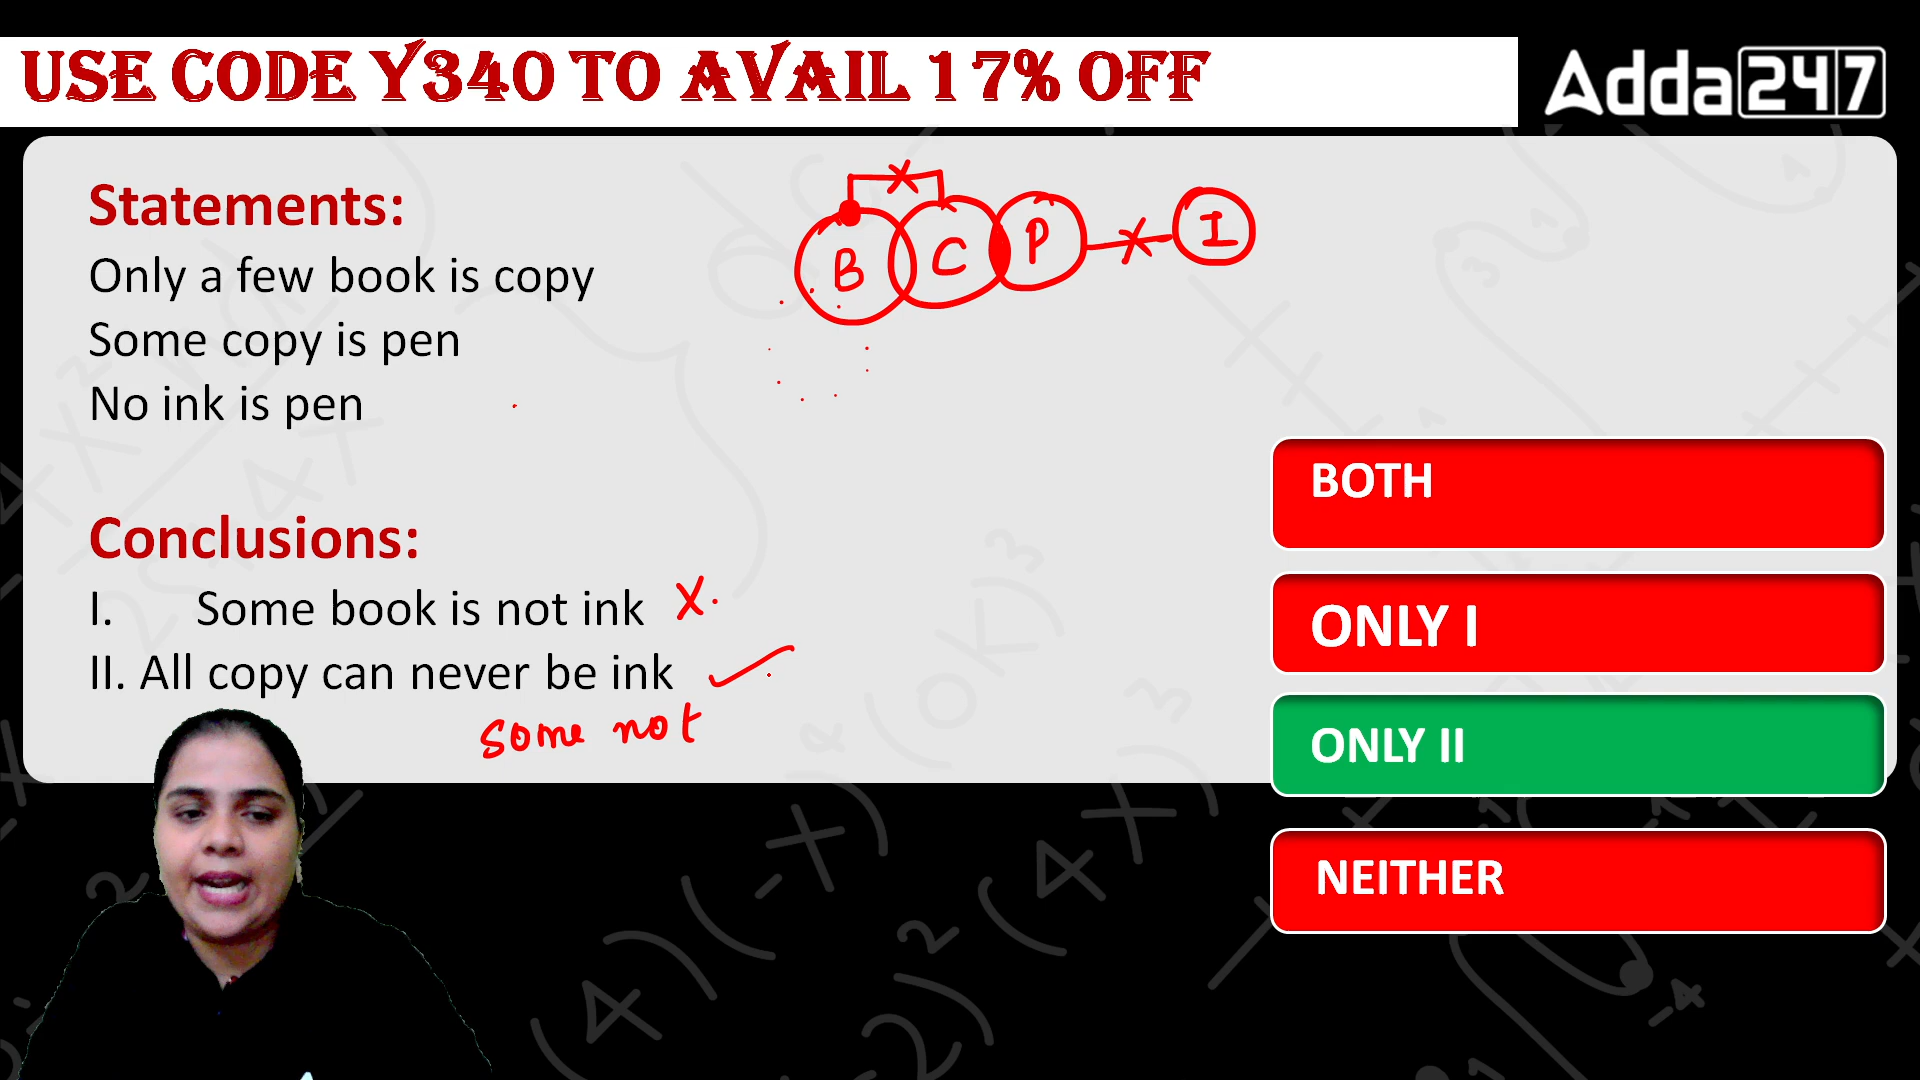 USE CODE Y340 TO AVAIL 17% OFF
Adda247
Statements:
Only a few book is copy
Some copy is pen
No ink is pen
B C P I
Conclusions:
I. Some book is not ink
II. All copy can never be ink
Some not
BOTH
ONLY I
ONLY II
NEITHER